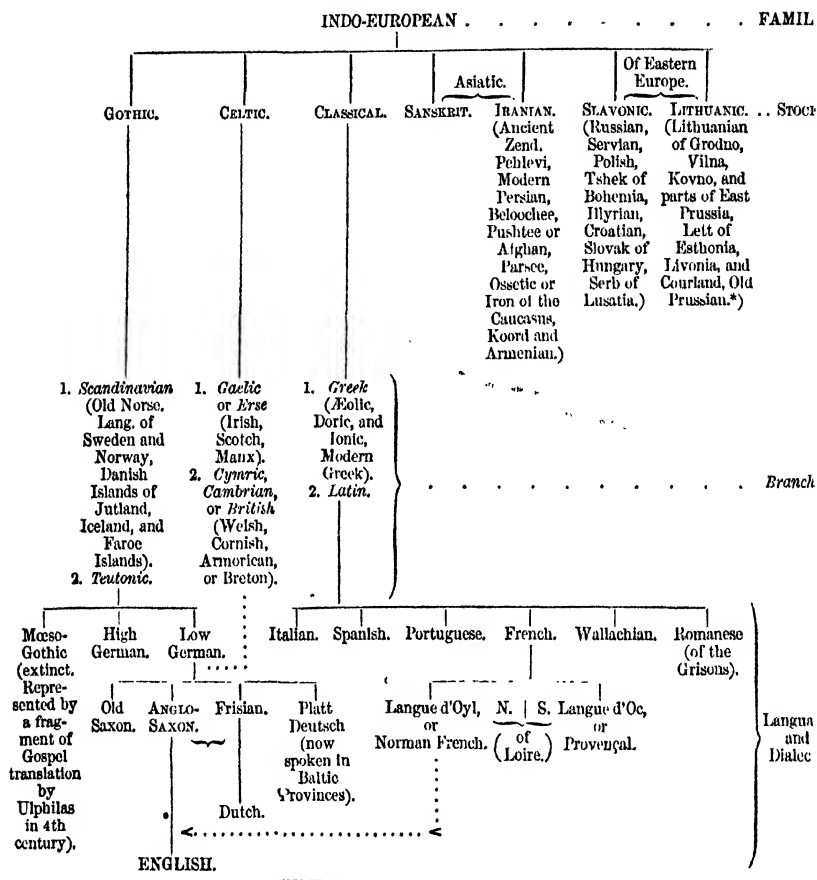 INDO-EUROPEAN . . . . . . . . . FAMIL
Of Eastern
Europe.
Asiatic.
GOTHIC.
CELTIC.
CLASSICAL.
SANSKRIT.
IRANIAN.
(Ancient
Zend,
Pehlevi,
Modern
Persian,
Beloochee,
Pushtee or
Afghan,
Parsee,
Ossetic or
Iron of the
Caucasus,
Koord and
Armenian.)
SLAVONIC.
(Russian,
Servian,
Polish,
Tshek of
Bohemia,
Illyrian,
Croatian,
Slovak of
Hungary,
Serb of
Lusatia.)
LITHUANIC. . . STOCK
(Lithuanian
of Grodno,
Vilna,
Kovno, and
parts of East
Prussia,
Lett of
Esthonia,
Livonia, and
Courland, Old
Prussian.*)
1. Scandinavian
(Old Norse.
Lang. of
Sweden and
Norway,
Danish
Islands of
Jutland,
Iceland, and
Faroe
Islands).
2. Teutonic.
1. Gaelic
or Erse
(Irish,
Scotch,
Manx).
2. Cymric,
Cambrian,
or British
(Welsh,
Cornish,
Armorican,
or Breton).
1. Greek
(Æolic,
Doric, and
Ionic,
Modern
Greek).
2. Latin.
. . . . . . . . . . Branch
Mœso-
Gothic
(extinct.
Repre-
sented by
a frag-
ment of
Gospel
translation
by
Ulphilas
in 4th
century).
High
German.
Low
German.
Italian.
Spanish.
Portuguese.
French.
Wallachian.
Romanese
(of the
Grisons).
Old
Saxon.
ANGLO-
SAXON.
Frisian.
Platt
Deutsch
(now
spoken in
Baltic
Provinces).
Langue d'Oyl,
or
Norman French.
N. | S.
(of
Loire.)
Langue d'Oc,
or
Provençal.
Langua
and
Dialec
Dutch.
ENGLISH.